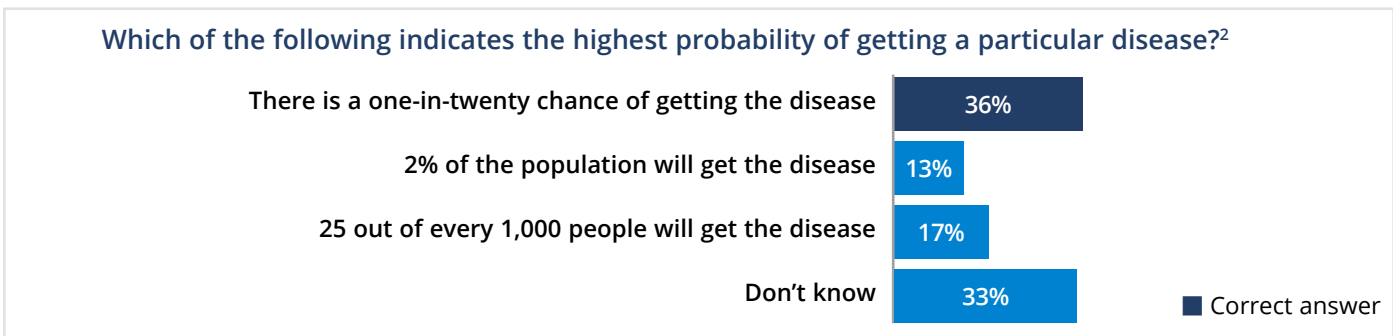 Which of the following indicates the highest probability of getting a particular disease?²
There is a one-in-twenty chance of getting the disease 36%
2% of the population will get the disease 13%
25 out of every 1,000 people will get the disease 17%
Don’t know 33%
Correct answer